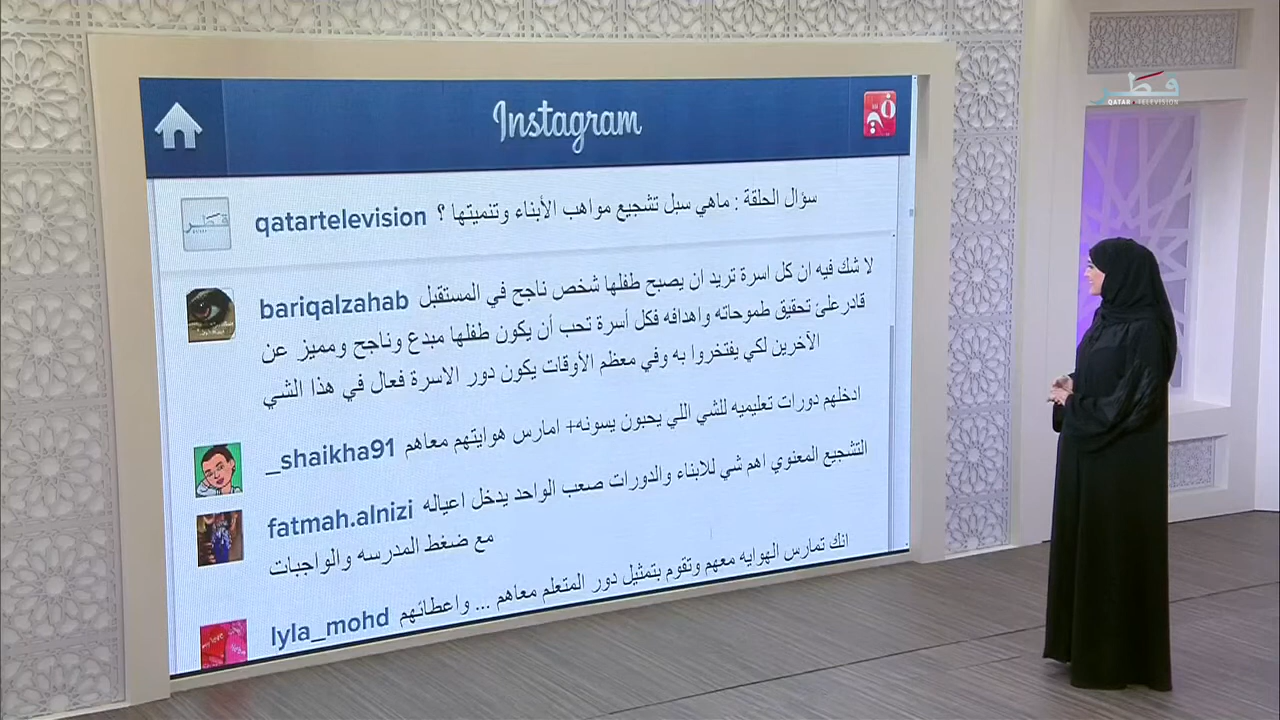 Instagram
قطر
QATAR TELEVISION
qatartelevision سؤال الحلقة : ماهي سبل تشجيع مواهب الأبناء وتنميتها ؟
bariqalzahab لا شك فيه ان كل اسرة تريد ان يصبح طفلها شخص ناجح في المستقبل
قادرعلئ تحقيق طموحاته واهدافه فكل أسرة تحب أن يكون طفلها مبدع وناجح ومميز عن
الآخرين لكي يفتخروا به وفي معظم الأوقات يكون دور الاسرة فعال في هذا الشي
_shaikha91 ادخلهم دورات تعليميه للشي اللي يحبون يسونه+ امارس هوايتهم معاهم
fatmah.alnizi التشجيع المعنوي اهم شي للابناء والدورات صعب الواحد يدخل اعياله
مع ضغط المدرسه والواجبات
lyla_mohd انك تمارس الهوايه معهم وتقوم بتمثيل دور المتعلم معاهم ... واعطائهم